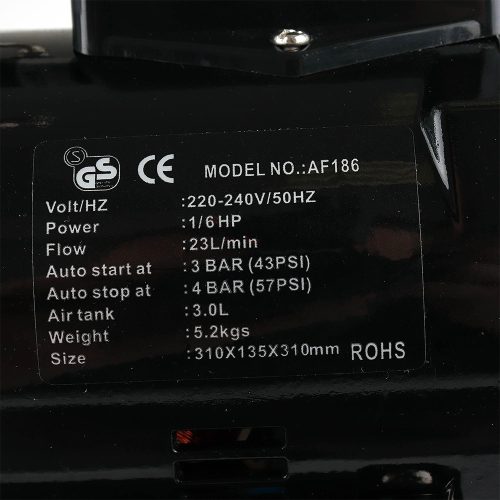 S GS CE MODEL NO.:AF186
Volt/HZ :220-240V/50HZ
Power :1/6HP
Flow :23L/min
Auto start at :3 BAR (43PSI)
Auto stop at :4 BAR (57PSI)
Air tank :3.0L
Weight :5.2kgs
Size :310X135X310mm ROHS